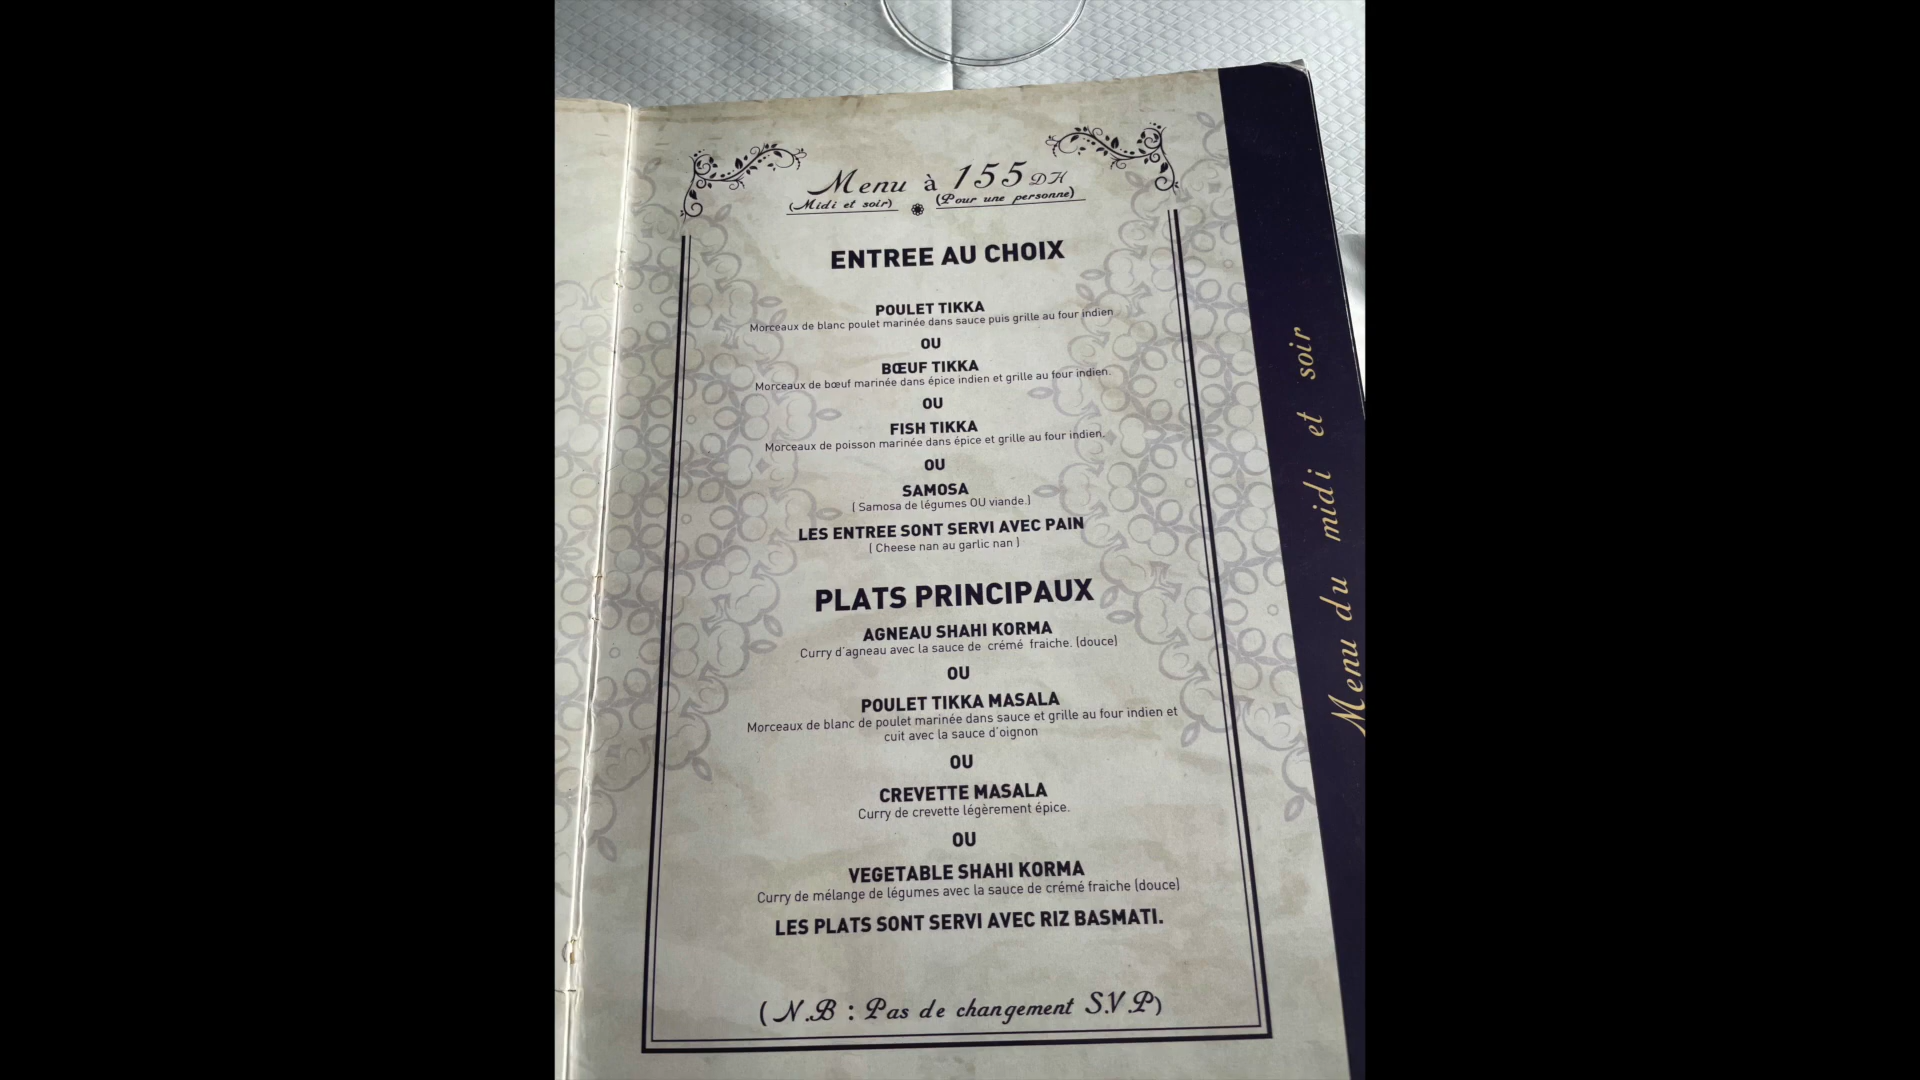 Menu à 155 DH
(Midi et soir) (Pour une personne)
ENTREE AU CHOIX
POULET TIKKA
Morceaux de blanc poulet marinée dans sauce puis grille au four indien
OU
BŒUF TIKKA
Morceaux de bœuf marinée dans épice indien et grille au four indien.
OU
FISH TIKKA
Morceaux de poisson marinée dans épice et grille au four indien.
OU
SAMOSA
( Samosa de légumes OU viande.)
LES ENTREE SONT SERVI AVEC PAIN
( Cheese nan au garlic nan )
PLATS PRINCIPAUX
AGNEAU SHAHI KORMA
Curry d'agneau avec la sauce de crémé fraiche. (douce)
OU
POULET TIKKA MASALA
Morceaux de blanc de poulet marinée dans sauce et grille au four indien et
cuit avec la sauce d'oignon
OU
CREVETTE MASALA
Curry de crevette légèrement épice.
OU
VEGETABLE SHAHI KORMA
Curry de mélange de légumes avec la sauce de crémé fraiche (douce)
LES PLATS SONT SERVI AVEC RIZ BASMATI.
( N.B : Pas de changement S.V.P)
Menu du midi et soir